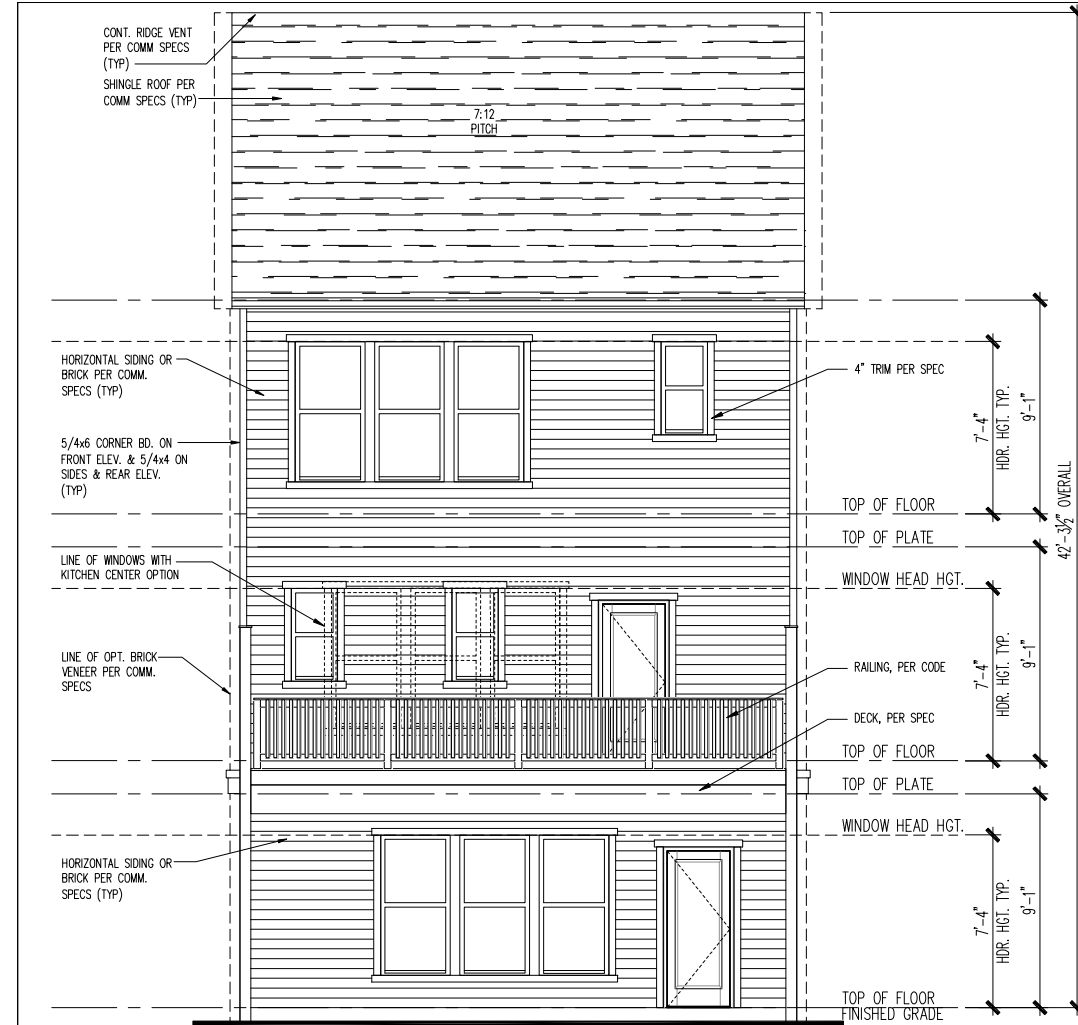 CONT. RIDGE VENT
PER COMM SPECS
(TYP)
SHINGLE ROOF PER
COMM SPECS (TYP)
7:12
PITCH
HORIZONTAL SIDING OR
BRICK PER COMM.
SPECS (TYP)
4" TRIM PER SPEC
7'-4"
HDR. HGT. TYP.
9'-1"
5/4x6 CORNER BD. ON
FRONT ELEV. & 5/4x4 ON
SIDES & REAR ELEV.
(TYP)
42'-3½" OVERALL
TOP OF FLOOR
TOP OF PLATE
LINE OF WINDOWS WITH
KITCHEN CENTER OPTION
WINDOW HEAD HGT.
LINE OF OPT. BRICK
VENEER PER COMM.
SPECS
RAILING, PER CODE
7'-4"
HDR. HGT. TYP.
9'-1"
DECK, PER SPEC
TOP OF FLOOR
TOP OF PLATE
WINDOW HEAD HGT.
HORIZONTAL SIDING OR
BRICK PER COMM.
SPECS (TYP)
7'-4"
HDR. HGT. TYP.
9'-1"
TOP OF FLOOR
FINISHED GRADE